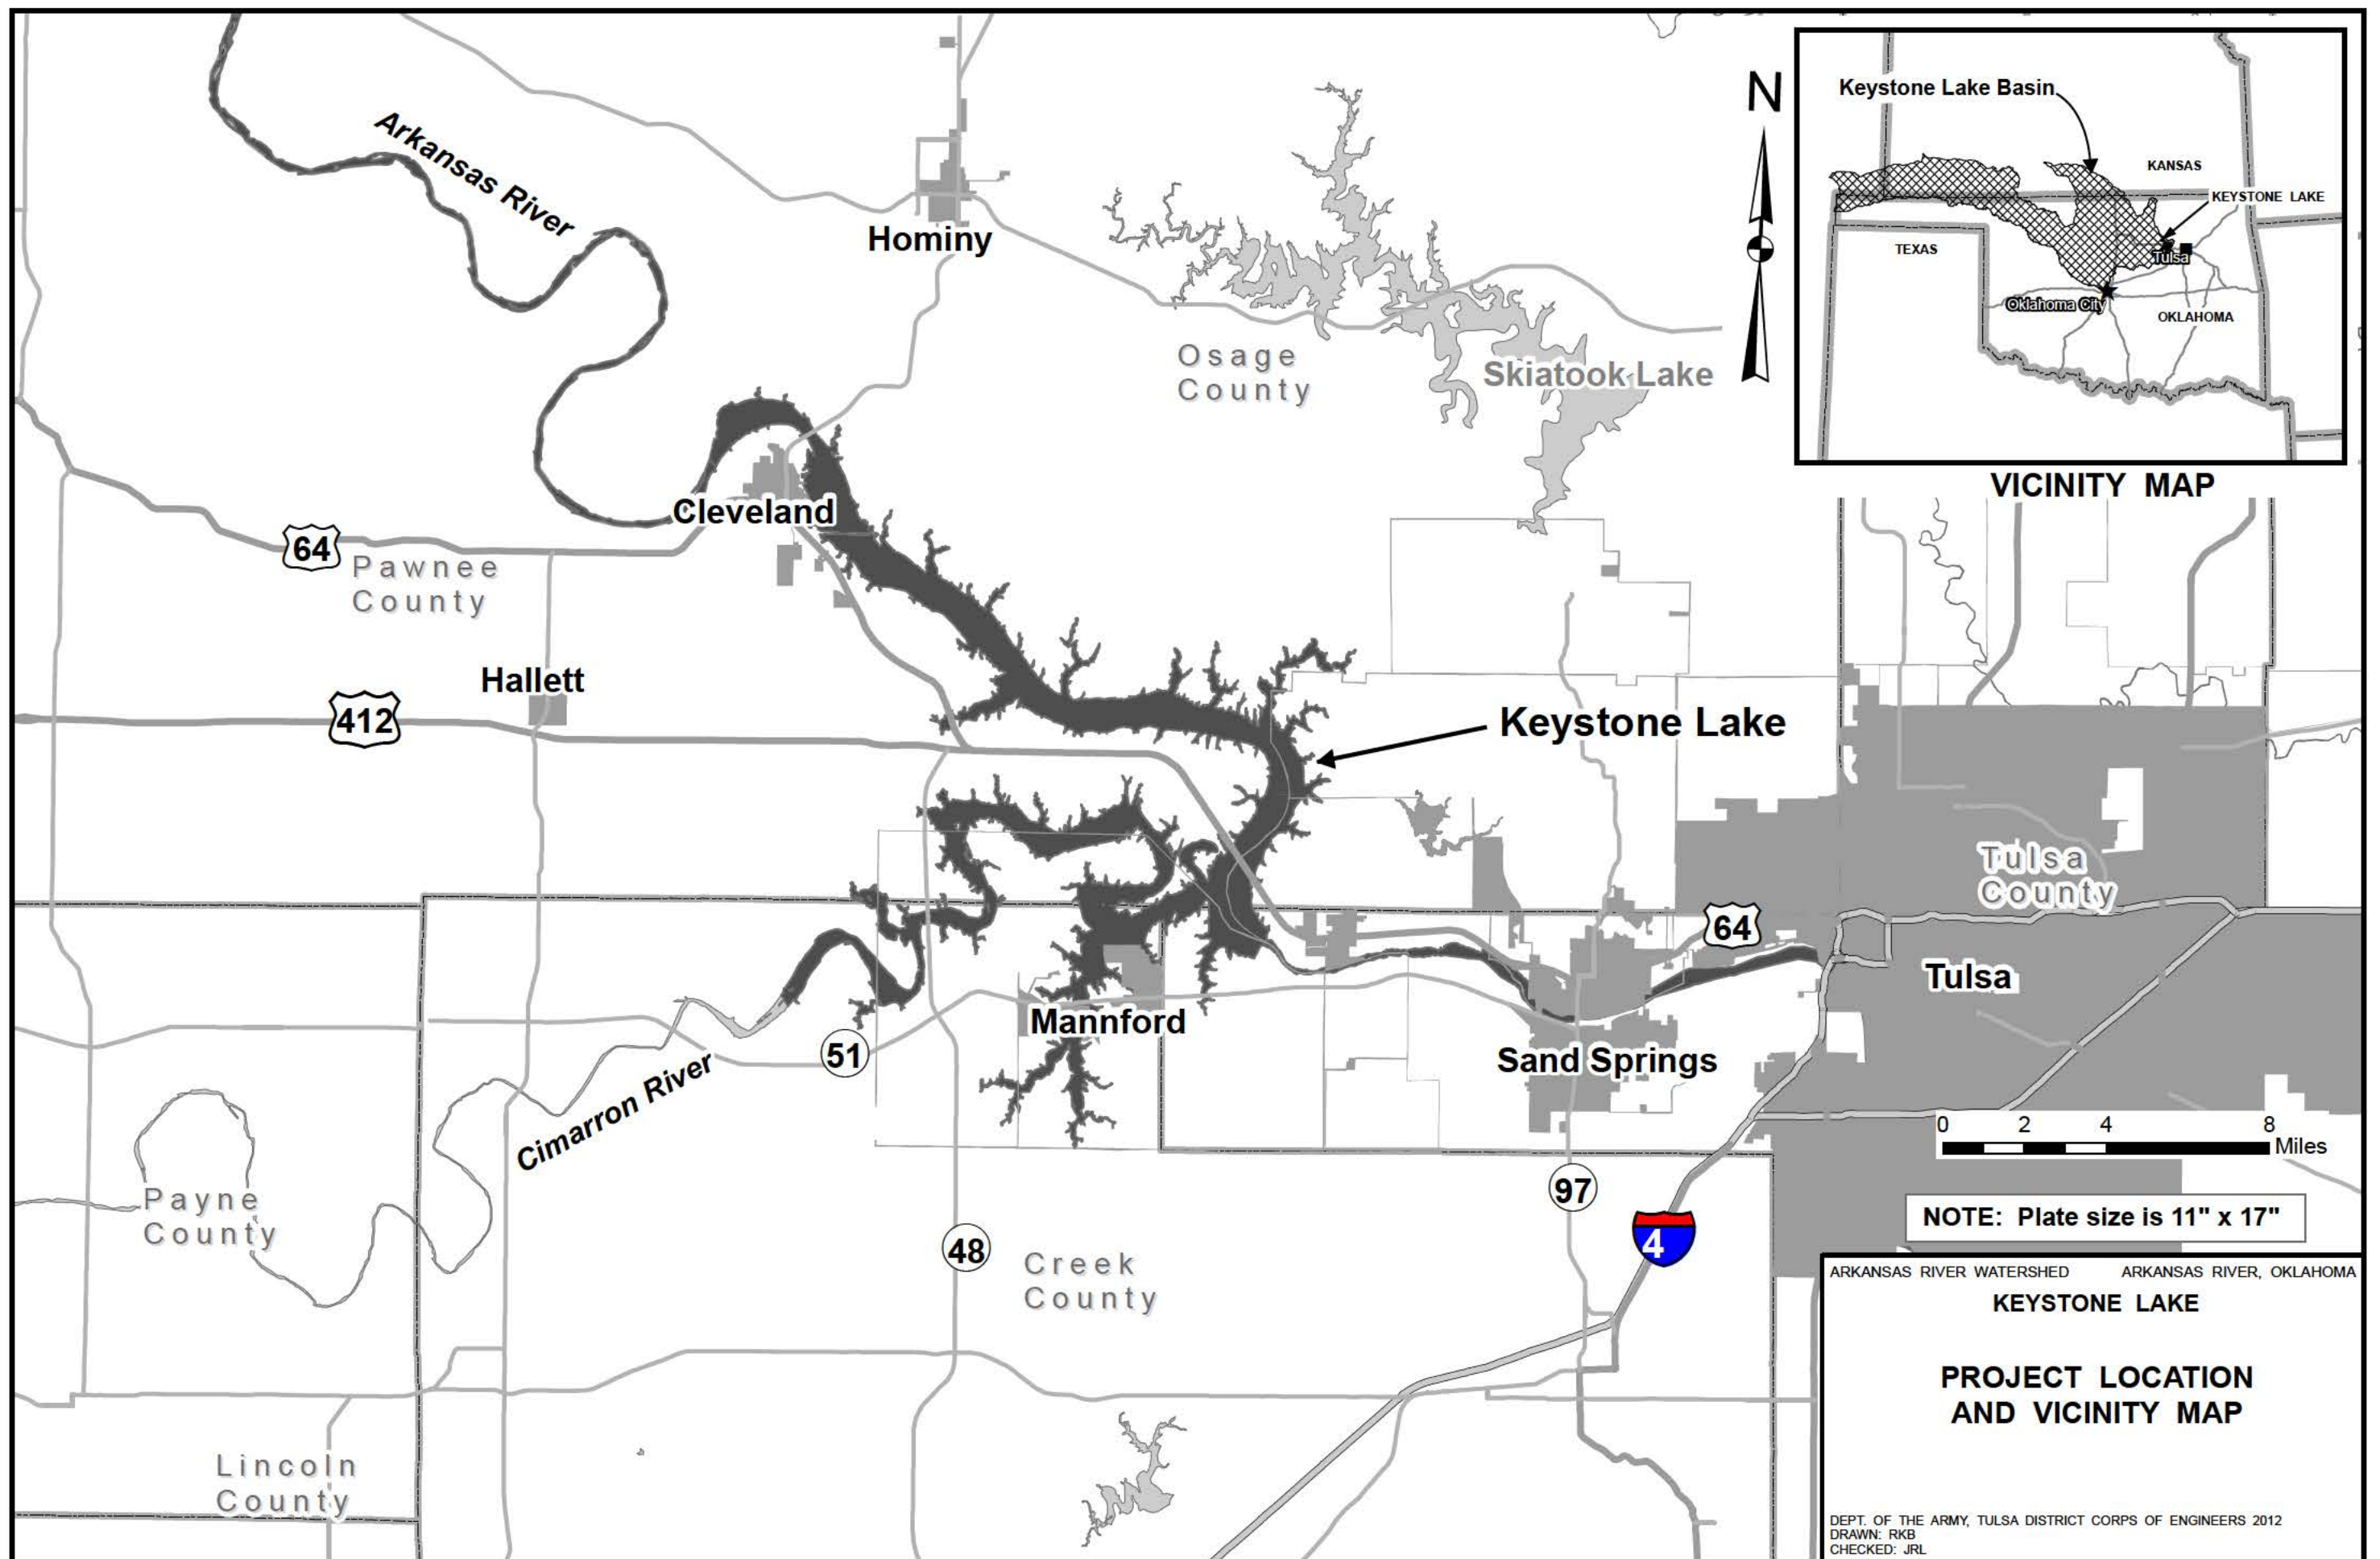 Arkansas River
Hominy
N
Keystone Lake Basin
KANSAS
KEYSTONE LAKE
TEXAS
Tulsa
Oklahoma City
OKLAHOMA
VICINITY MAP
Osage
County
Skiatook Lake
Cleveland
64
Pawnee
County
Hallett
412
Keystone Lake
Tulsa
County
64
Tulsa
Mannford
51
Sand Springs
Cimarron River
0 2 4 8
Miles
Payne
County
97
NOTE: Plate size is 11" x 17"
48
4
Creek
County
Lincoln
County
ARKANSAS RIVER WATERSHED ARKANSAS RIVER, OKLAHOMA
KEYSTONE LAKE
PROJECT LOCATION
AND VICINITY MAP
DEPT. OF THE ARMY, TULSA DISTRICT CORPS OF ENGINEERS 2012
DRAWN: RKB
CHECKED: JRL